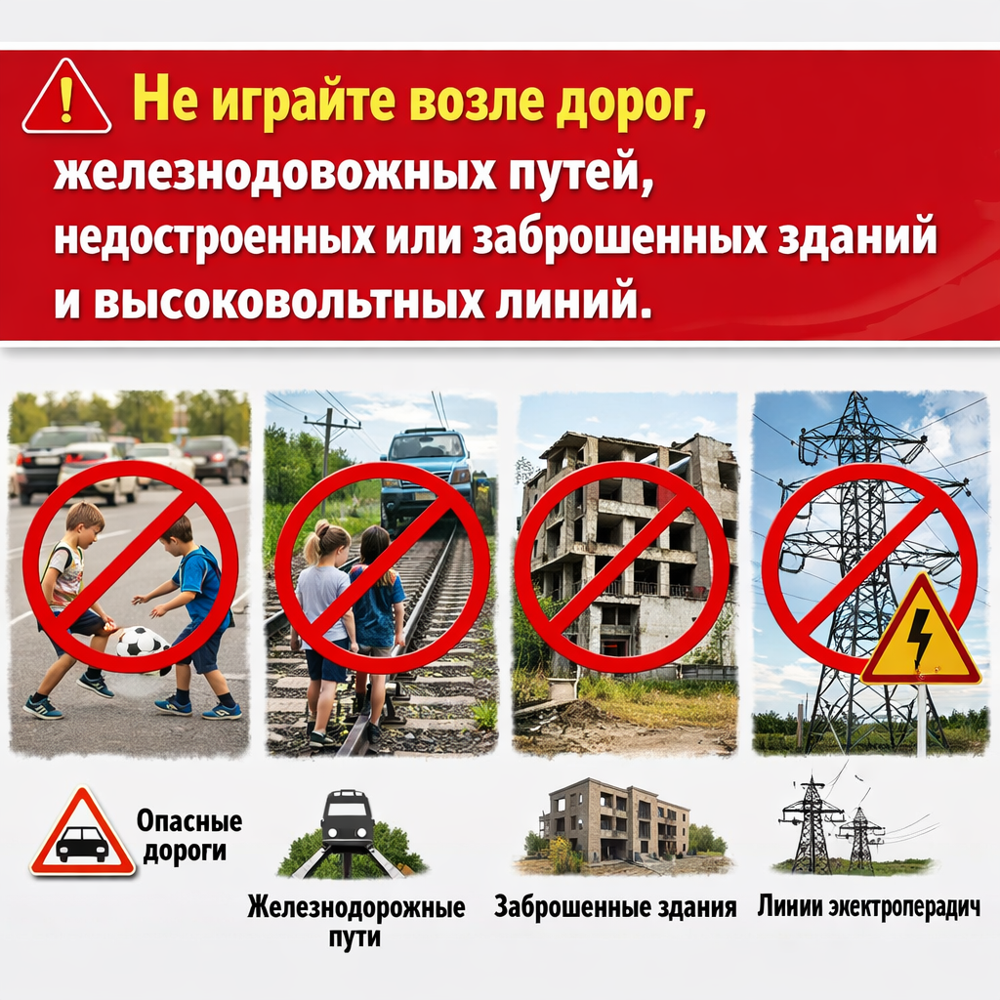 Не играйте возле дорог,
железнодовожных путей,
недостроенных или заброшенных зданий
и высоковольтных линий.
Опасные
дороги
Железнодорожные
пути
Заброшенные здания
Линии экектроперадич